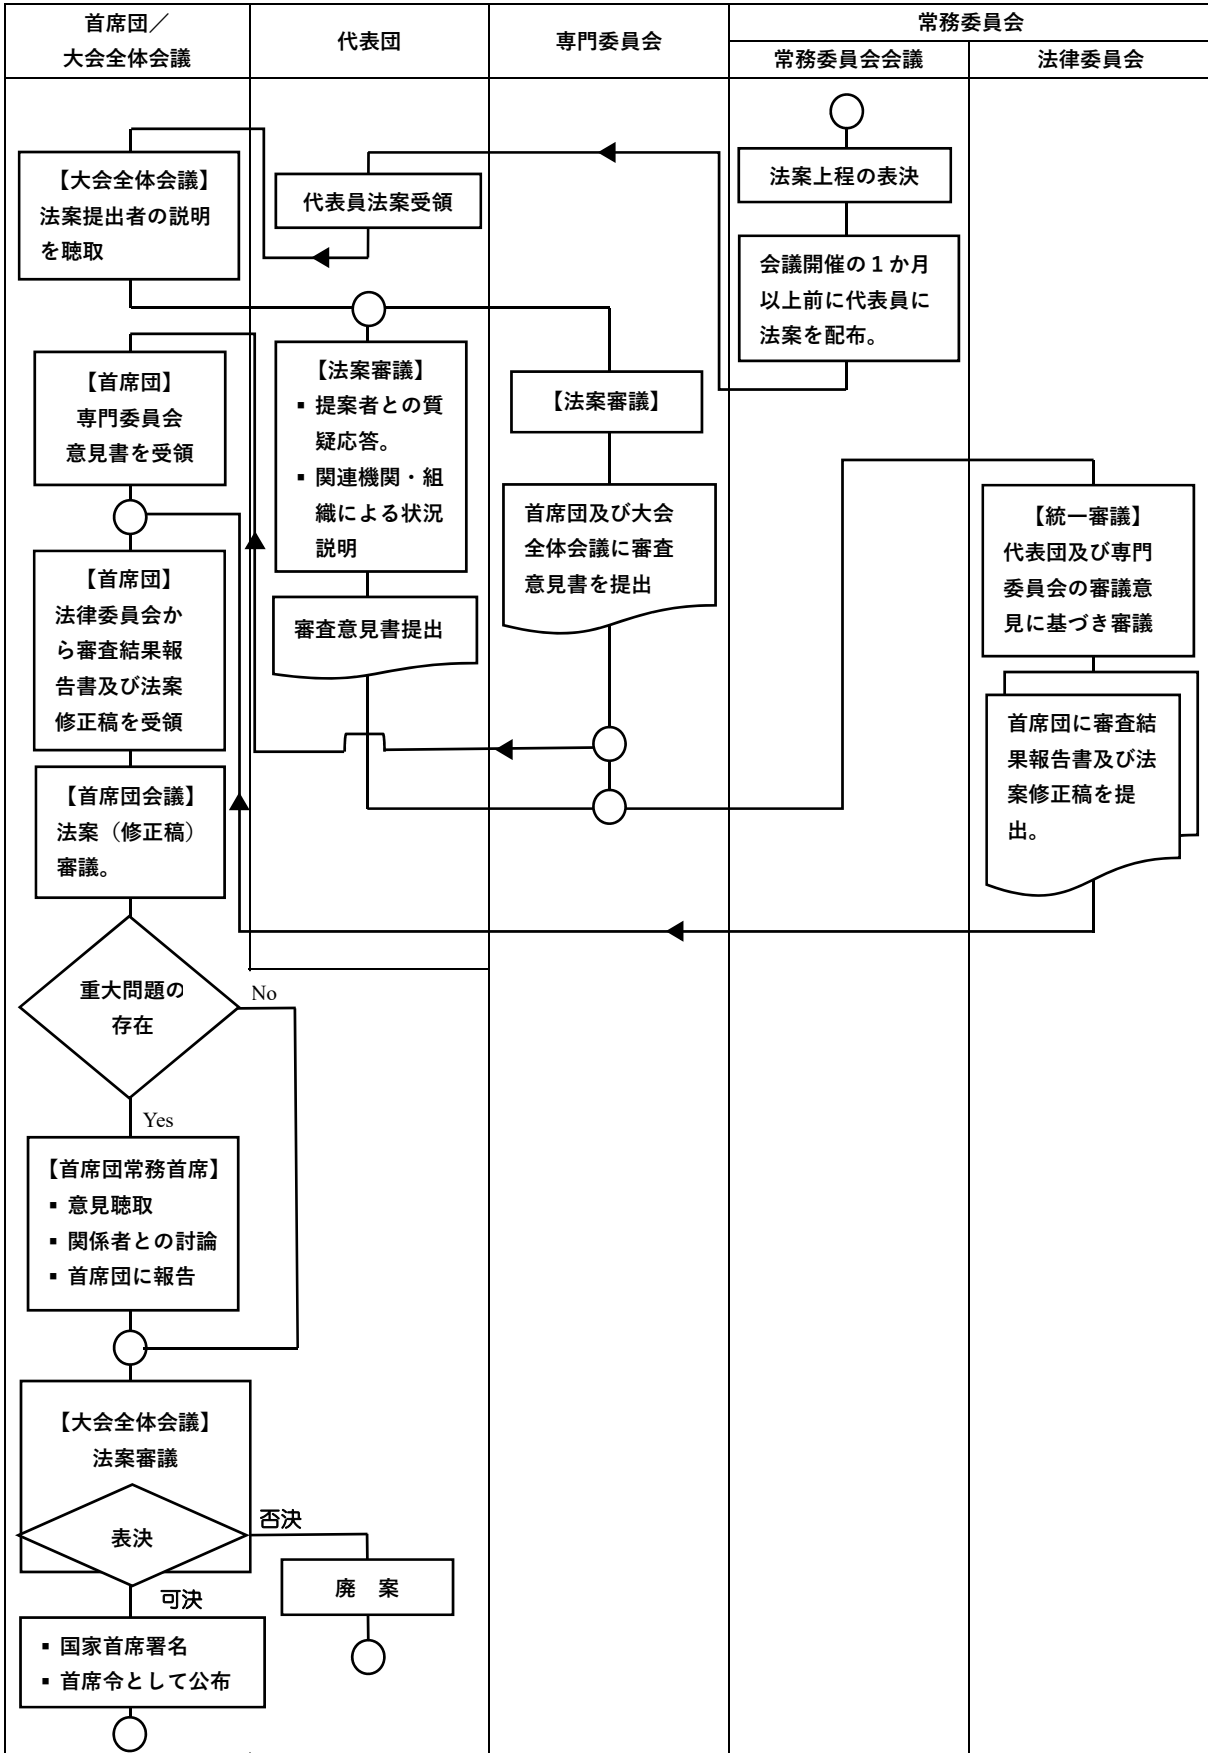 首席団／
大会全体会議
代表団
専門委員会
常務委員会
常務委員会会議
法律委員会
法案上程の表決
会議開催の１か月
以上前に代表員に
法案を配布。
代表員法案受領
【大会全体会議】
法案提出者の説明
を聴取
【法案審議】
▪ 提案者との質
疑応答。
▪ 関連機関・組
織による状況
説明
審査意見書提出
【法案審議】
首席団及び大会
全体会議に審査
意見書を提出
【首席団】
専門委員会
意見書を受領
【統一審議】
代表団及び専門
委員会の審議意
見に基づき審議
首席団に審査結
果報告書及び法
案修正稿を提
出。
【首席団】
法律委員会か
ら審査結果報
告書及び法案
修正稿を受領
【首席団会議】
法案（修正稿）
審議。
重大問題の
存在
No
Yes
【首席団常務首席】
▪ 意見聴取
▪ 関係者との討論
▪ 首席団に報告
【大会全体会議】
法案審議
表決
否決
廃　案
可決
▪ 国家首席署名
▪ 首席令として公布